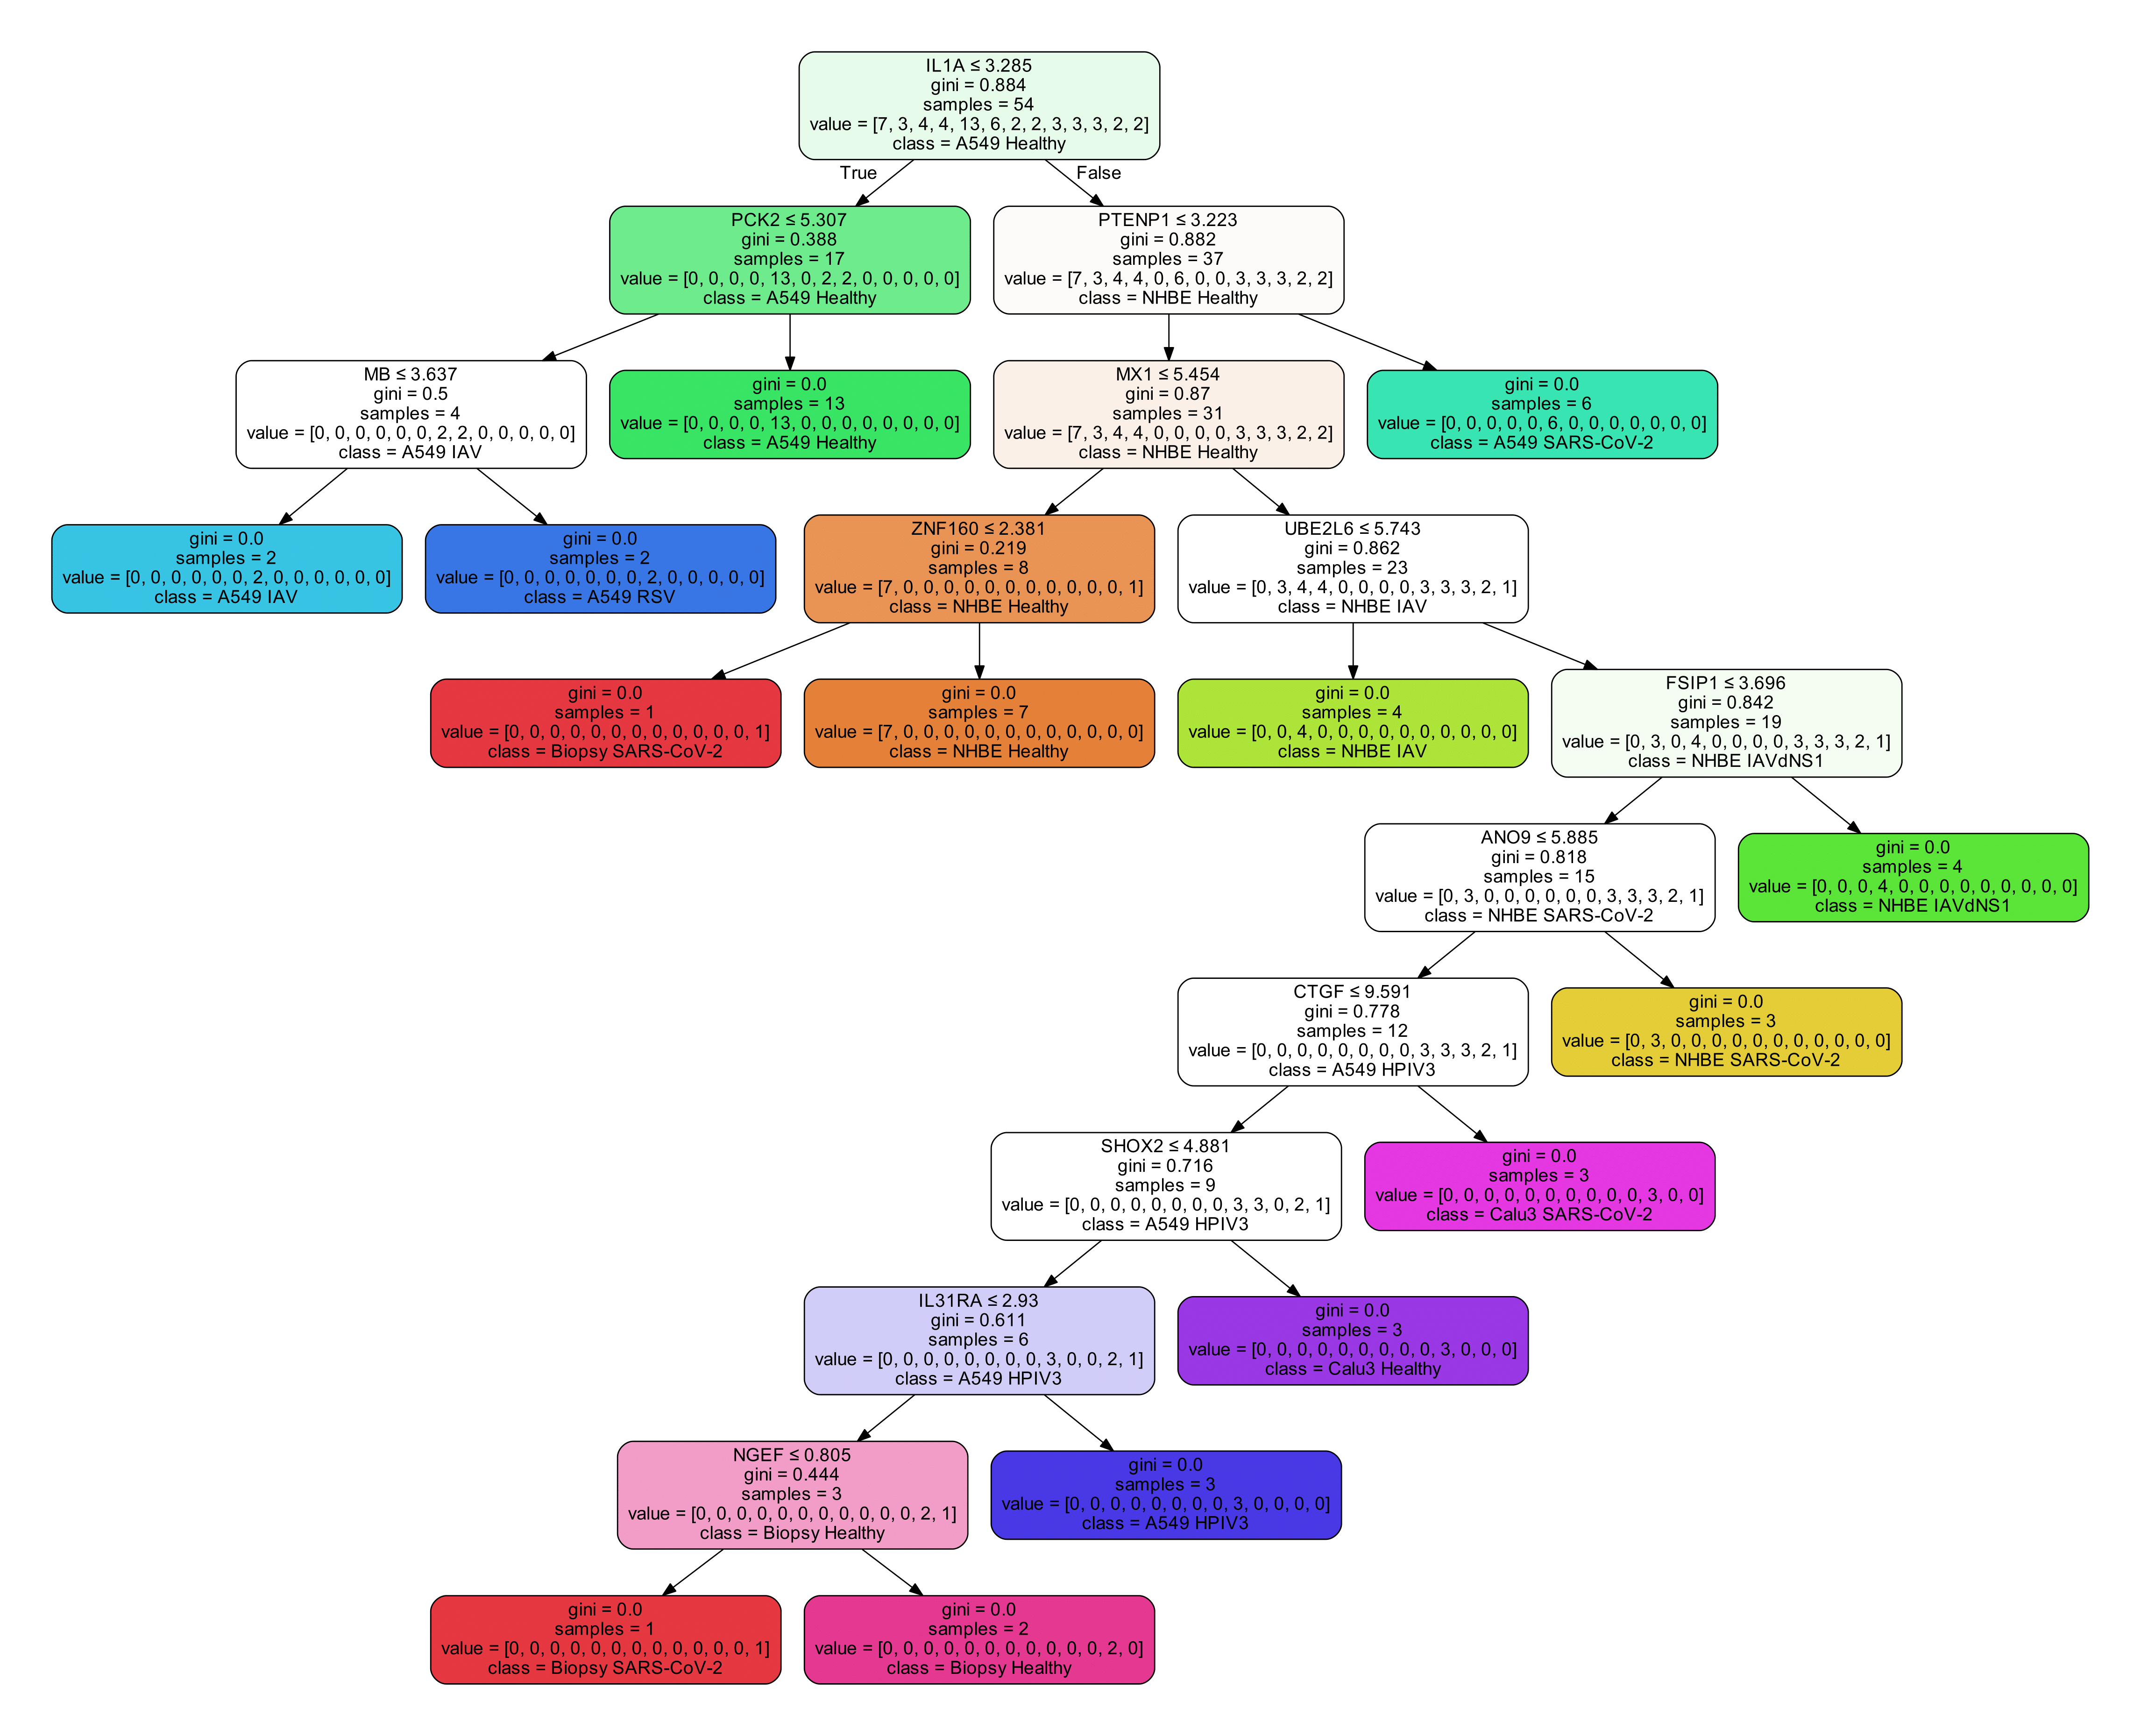 IL1A ≤ 3.285
gini = 0.884
samples = 54
value = [7, 3, 4, 4, 13, 6, 2, 2, 3, 3, 3, 2, 2]
class = A549 Healthy
True
False
PCK2 ≤ 5.307
gini = 0.388
samples = 17
value = [0, 0, 0, 0, 13, 0, 2, 2, 0, 0, 0, 0, 0]
class = A549 Healthy
PTENP1 ≤ 3.223
gini = 0.882
samples = 37
value = [7, 3, 4, 4, 0, 6, 0, 0, 3, 3, 3, 2, 2]
class = NHBE Healthy
MB ≤ 3.637
gini = 0.5
samples = 4
value = [0, 0, 0, 0, 0, 0, 2, 2, 0, 0, 0, 0, 0]
class = A549 IAV
gini = 0.0
samples = 13
value = [0, 0, 0, 0, 13, 0, 0, 0, 0, 0, 0, 0, 0]
class = A549 Healthy
MX1 ≤ 5.454
gini = 0.87
samples = 31
value = [7, 3, 4, 4, 0, 0, 0, 0, 3, 3, 3, 2, 2]
class = NHBE Healthy
gini = 0.0
samples = 6
value = [0, 0, 0, 0, 0, 6, 0, 0, 0, 0, 0, 0, 0]
class = A549 SARS-CoV-2
gini = 0.0
samples = 2
value = [0, 0, 0, 0, 0, 0, 2, 0, 0, 0, 0, 0, 0]
class = A549 IAV
gini = 0.0
samples = 2
value = [0, 0, 0, 0, 0, 0, 0, 2, 0, 0, 0, 0, 0]
class = A549 RSV
ZNF160 ≤ 2.381
gini = 0.219
samples = 8
value = [7, 0, 0, 0, 0, 0, 0, 0, 0, 0, 0, 0, 1]
class = NHBE Healthy
UBE2L6 ≤ 5.743
gini = 0.862
samples = 23
value = [0, 3, 4, 4, 0, 0, 0, 0, 3, 3, 3, 2, 1]
class = NHBE IAV
gini = 0.0
samples = 1
value = [0, 0, 0, 0, 0, 0, 0, 0, 0, 0, 0, 0, 1]
class = Biopsy SARS-CoV-2
gini = 0.0
samples = 7
value = [7, 0, 0, 0, 0, 0, 0, 0, 0, 0, 0, 0, 0]
class = NHBE Healthy
gini = 0.0
samples = 4
value = [0, 0, 4, 0, 0, 0, 0, 0, 0, 0, 0, 0, 0]
class = NHBE IAV
FSIP1 ≤ 3.696
gini = 0.842
samples = 19
value = [0, 3, 0, 4, 0, 0, 0, 0, 3, 3, 3, 2, 1]
class = NHBE IAVdNS1
ANO9 ≤ 5.885
gini = 0.818
samples = 15
value = [0, 3, 0, 0, 0, 0, 0, 0, 3, 3, 3, 2, 1]
class = NHBE SARS-CoV-2
gini = 0.0
samples = 4
value = [0, 0, 0, 4, 0, 0, 0, 0, 0, 0, 0, 0, 0]
class = NHBE IAVdNS1
CTGF ≤ 9.591
gini = 0.778
samples = 12
value = [0, 0, 0, 0, 0, 0, 0, 0, 3, 3, 3, 2, 1]
class = A549 HPIV3
gini = 0.0
samples = 3
value = [0, 3, 0, 0, 0, 0, 0, 0, 0, 0, 0, 0, 0]
class = NHBE SARS-CoV-2
SHOX2 ≤ 4.881
gini = 0.716
samples = 9
value = [0, 0, 0, 0, 0, 0, 0, 0, 3, 3, 0, 2, 1]
class = A549 HPIV3
gini = 0.0
samples = 3
value = [0, 0, 0, 0, 0, 0, 0, 0, 0, 0, 3, 0, 0]
class = Calu3 SARS-CoV-2
IL31RA ≤ 2.93
gini = 0.611
samples = 6
value = [0, 0, 0, 0, 0, 0, 0, 0, 3, 0, 0, 2, 1]
class = A549 HPIV3
gini = 0.0
samples = 3
value = [0, 0, 0, 0, 0, 0, 0, 0, 0, 3, 0, 0, 0]
class = Calu3 Healthy
NGEF ≤ 0.805
gini = 0.444
samples = 3
value = [0, 0, 0, 0, 0, 0, 0, 0, 0, 0, 0, 2, 1]
class = Biopsy Healthy
gini = 0.0
samples = 3
value = [0, 0, 0, 0, 0, 0, 0, 0, 3, 0, 0, 0, 0]
class = A549 HPIV3
gini = 0.0
samples = 1
value = [0, 0, 0, 0, 0, 0, 0, 0, 0, 0, 0, 0, 1]
class = Biopsy SARS-CoV-2
gini = 0.0
samples = 2
value = [0, 0, 0, 0, 0, 0, 0, 0, 0, 0, 0, 2, 0]
class = Biopsy Healthy